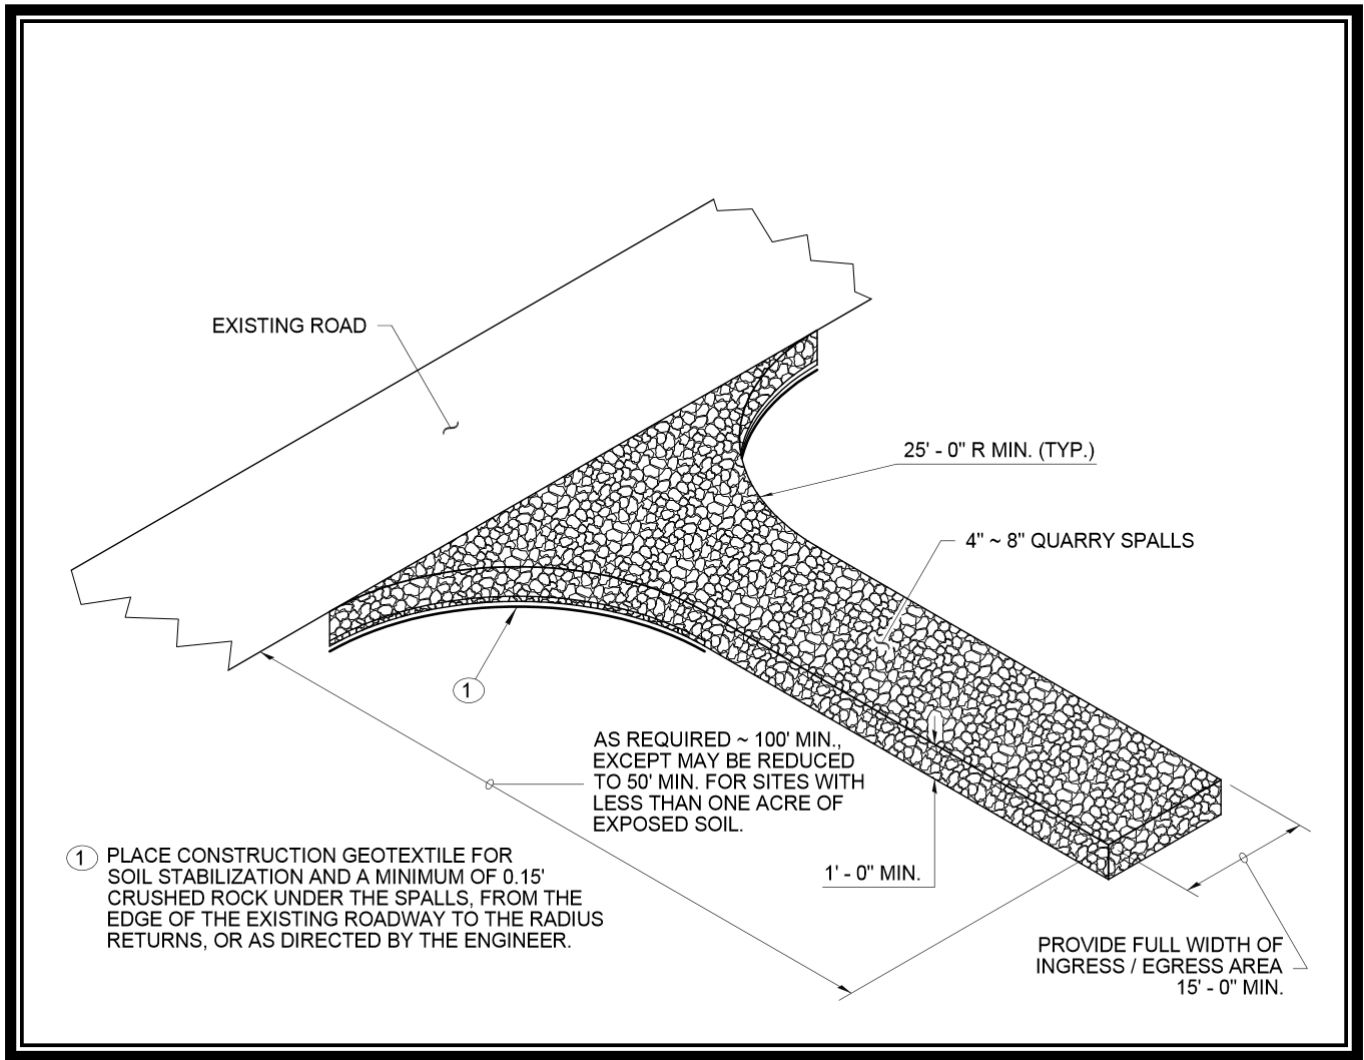 EXISTING ROAD
25' - 0" R MIN. (TYP.)
4" ~ 8" QUARRY SPALLS
1
AS REQUIRED ~ 100' MIN.,
EXCEPT MAY BE REDUCED
TO 50' MIN. FOR SITES WITH
LESS THAN ONE ACRE OF
EXPOSED SOIL.
1' - 0" MIN.
1 PLACE CONSTRUCTION GEOTEXTILE FOR
SOIL STABILIZATION AND A MINIMUM OF 0.15'
CRUSHED ROCK UNDER THE SPALLS, FROM THE
EDGE OF THE EXISTING ROADWAY TO THE RADIUS
RETURNS, OR AS DIRECTED BY THE ENGINEER.
PROVIDE FULL WIDTH OF
INGRESS / EGRESS AREA
15' - 0" MIN.